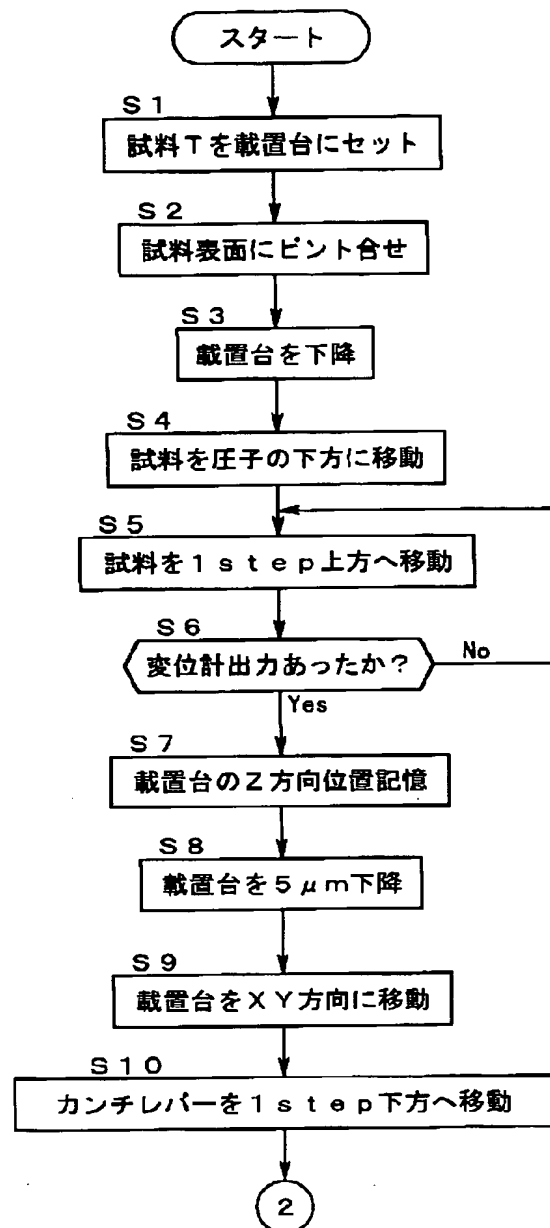 スタート
S1
試料Tを載置台にセット
S2
試料表面にピント合せ
S3
載置台を下降
S4
試料を圧子の下方に移動
S5
試料を1step上方へ移動
S6
変位計出力あったか?
No
Yes
S7
載置台のZ方向位置記憶
S8
載置台を5μm下降
S9
載置台をXY方向に移動
S10
カンチレバーを1step下方へ移動
2